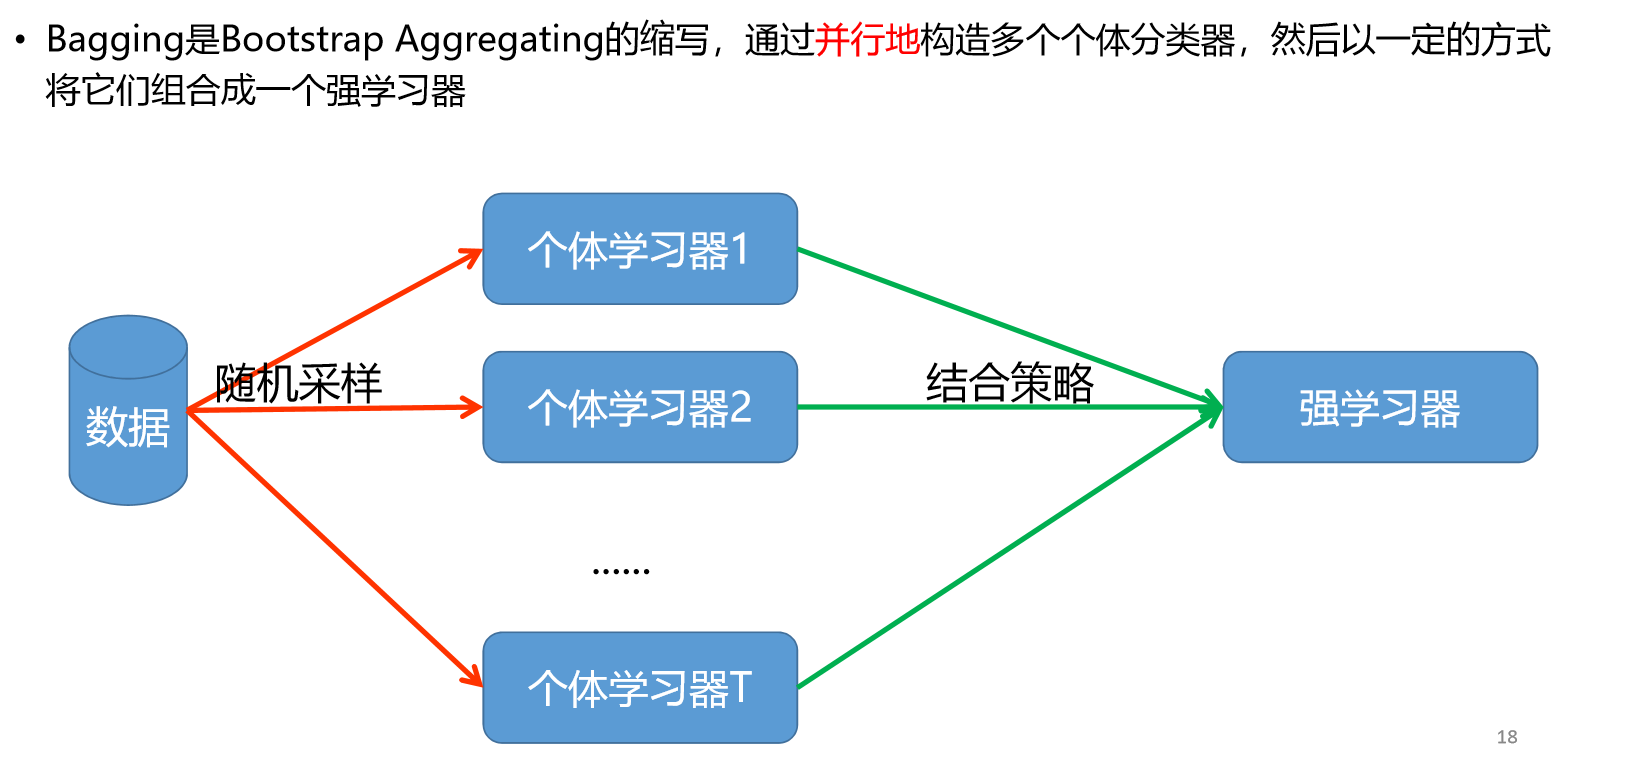 • Bagging是Bootstrap Aggregating的缩写，通过并行地构造多个个体分类器，然后以一定的方式
将它们组合成一个强学习器
个体学习器1
随机采样
个体学习器2
结合策略
强学习器
数据
......
个体学习器T
18